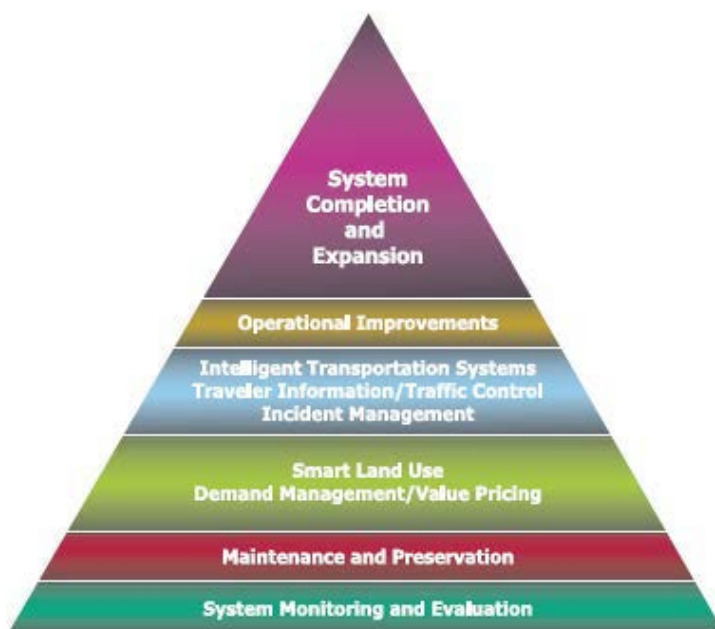 System
Completion
and
Expansion
Operational Improvements
Intelligent Transportation Systems
Traveler Information/Traffic Control
Incident Management
Smart Land Use
Demand Management/Value Pricing
Maintenance and Preservation
System Monitoring and Evaluation